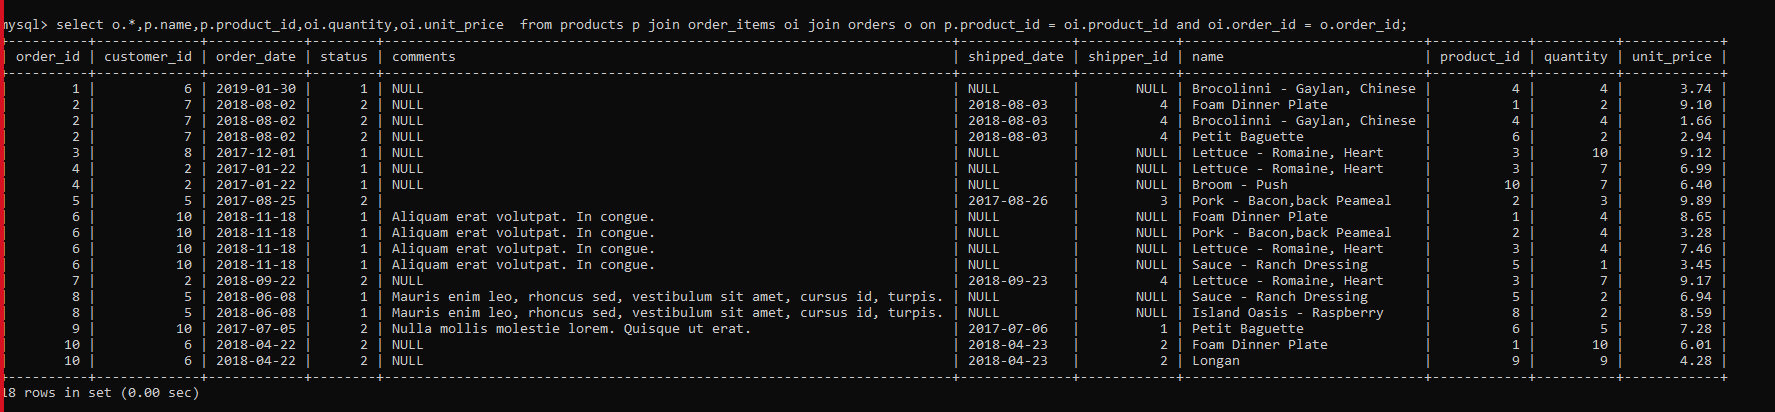 mysql> select o.*,p.name,p.product_id,oi.quantity,oi.unit_price  from products p join order_items oi join orders o on p.product_id = oi.product_id and oi.order_id = o.order_id;
| order_id | customer_id | order_date | status | comments | shipped_date | shipper_id | name | product_id | quantity | unit_price |
| 1 | 6 | 2019-01-30 | 1 | NULL | NULL | NULL | Brocolinni - Gaylan, Chinese | 4 | 4 | 3.74 |
| 2 | 7 | 2018-08-02 | 2 | NULL | 2018-08-03 | 4 | Foam Dinner Plate | 1 | 2 | 9.10 |
| 2 | 7 | 2018-08-02 | 2 | NULL | 2018-08-03 | 4 | Brocolinni - Gaylan, Chinese | 4 | 4 | 1.66 |
| 2 | 7 | 2018-08-02 | 2 | NULL | 2018-08-03 | 4 | Petit Baguette | 6 | 2 | 2.94 |
| 3 | 8 | 2017-12-01 | 1 | NULL | NULL | NULL | Lettuce - Romaine, Heart | 3 | 10 | 9.12 |
| 4 | 2 | 2017-01-22 | 1 | NULL | NULL | NULL | Lettuce - Romaine, Heart | 3 | 7 | 6.99 |
| 4 | 2 | 2017-01-22 | 1 | NULL | NULL | NULL | Broom - Push | 10 | 7 | 6.40 |
| 5 | 5 | 2017-08-25 | 2 | | 2017-08-26 | 3 | Pork - Bacon,back Peameal | 2 | 3 | 9.89 |
| 6 | 10 | 2018-11-18 | 1 | Aliquam erat volutpat. In congue. | NULL | NULL | Foam Dinner Plate | 1 | 4 | 8.65 |
| 6 | 10 | 2018-11-18 | 1 | Aliquam erat volutpat. In congue. | NULL | NULL | Pork - Bacon,back Peameal | 2 | 4 | 3.28 |
| 6 | 10 | 2018-11-18 | 1 | Aliquam erat volutpat. In congue. | NULL | NULL | Lettuce - Romaine, Heart | 3 | 4 | 7.46 |
| 6 | 10 | 2018-11-18 | 1 | Aliquam erat volutpat. In congue. | NULL | NULL | Sauce - Ranch Dressing | 5 | 1 | 3.45 |
| 7 | 2 | 2018-09-22 | 2 | NULL | 2018-09-23 | 4 | Lettuce - Romaine, Heart | 3 | 7 | 9.17 |
| 8 | 5 | 2018-06-08 | 1 | Mauris enim leo, rhoncus sed, vestibulum sit amet, cursus id, turpis. | NULL | NULL | Sauce - Ranch Dressing | 5 | 2 | 6.94 |
| 8 | 5 | 2018-06-08 | 1 | Mauris enim leo, rhoncus sed, vestibulum sit amet, cursus id, turpis. | NULL | NULL | Island Oasis - Raspberry | 8 | 2 | 8.59 |
| 9 | 10 | 2017-07-05 | 2 | Nulla mollis molestie lorem. Quisque ut erat. | 2017-07-06 | 1 | Petit Baguette | 6 | 5 | 7.28 |
| 10 | 6 | 2018-04-22 | 2 | NULL | 2018-04-23 | 2 | Foam Dinner Plate | 1 | 10 | 6.01 |
| 10 | 6 | 2018-04-22 | 2 | NULL | 2018-04-23 | 2 | Longan | 9 | 9 | 4.28 |
18 rows in set (0.00 sec)